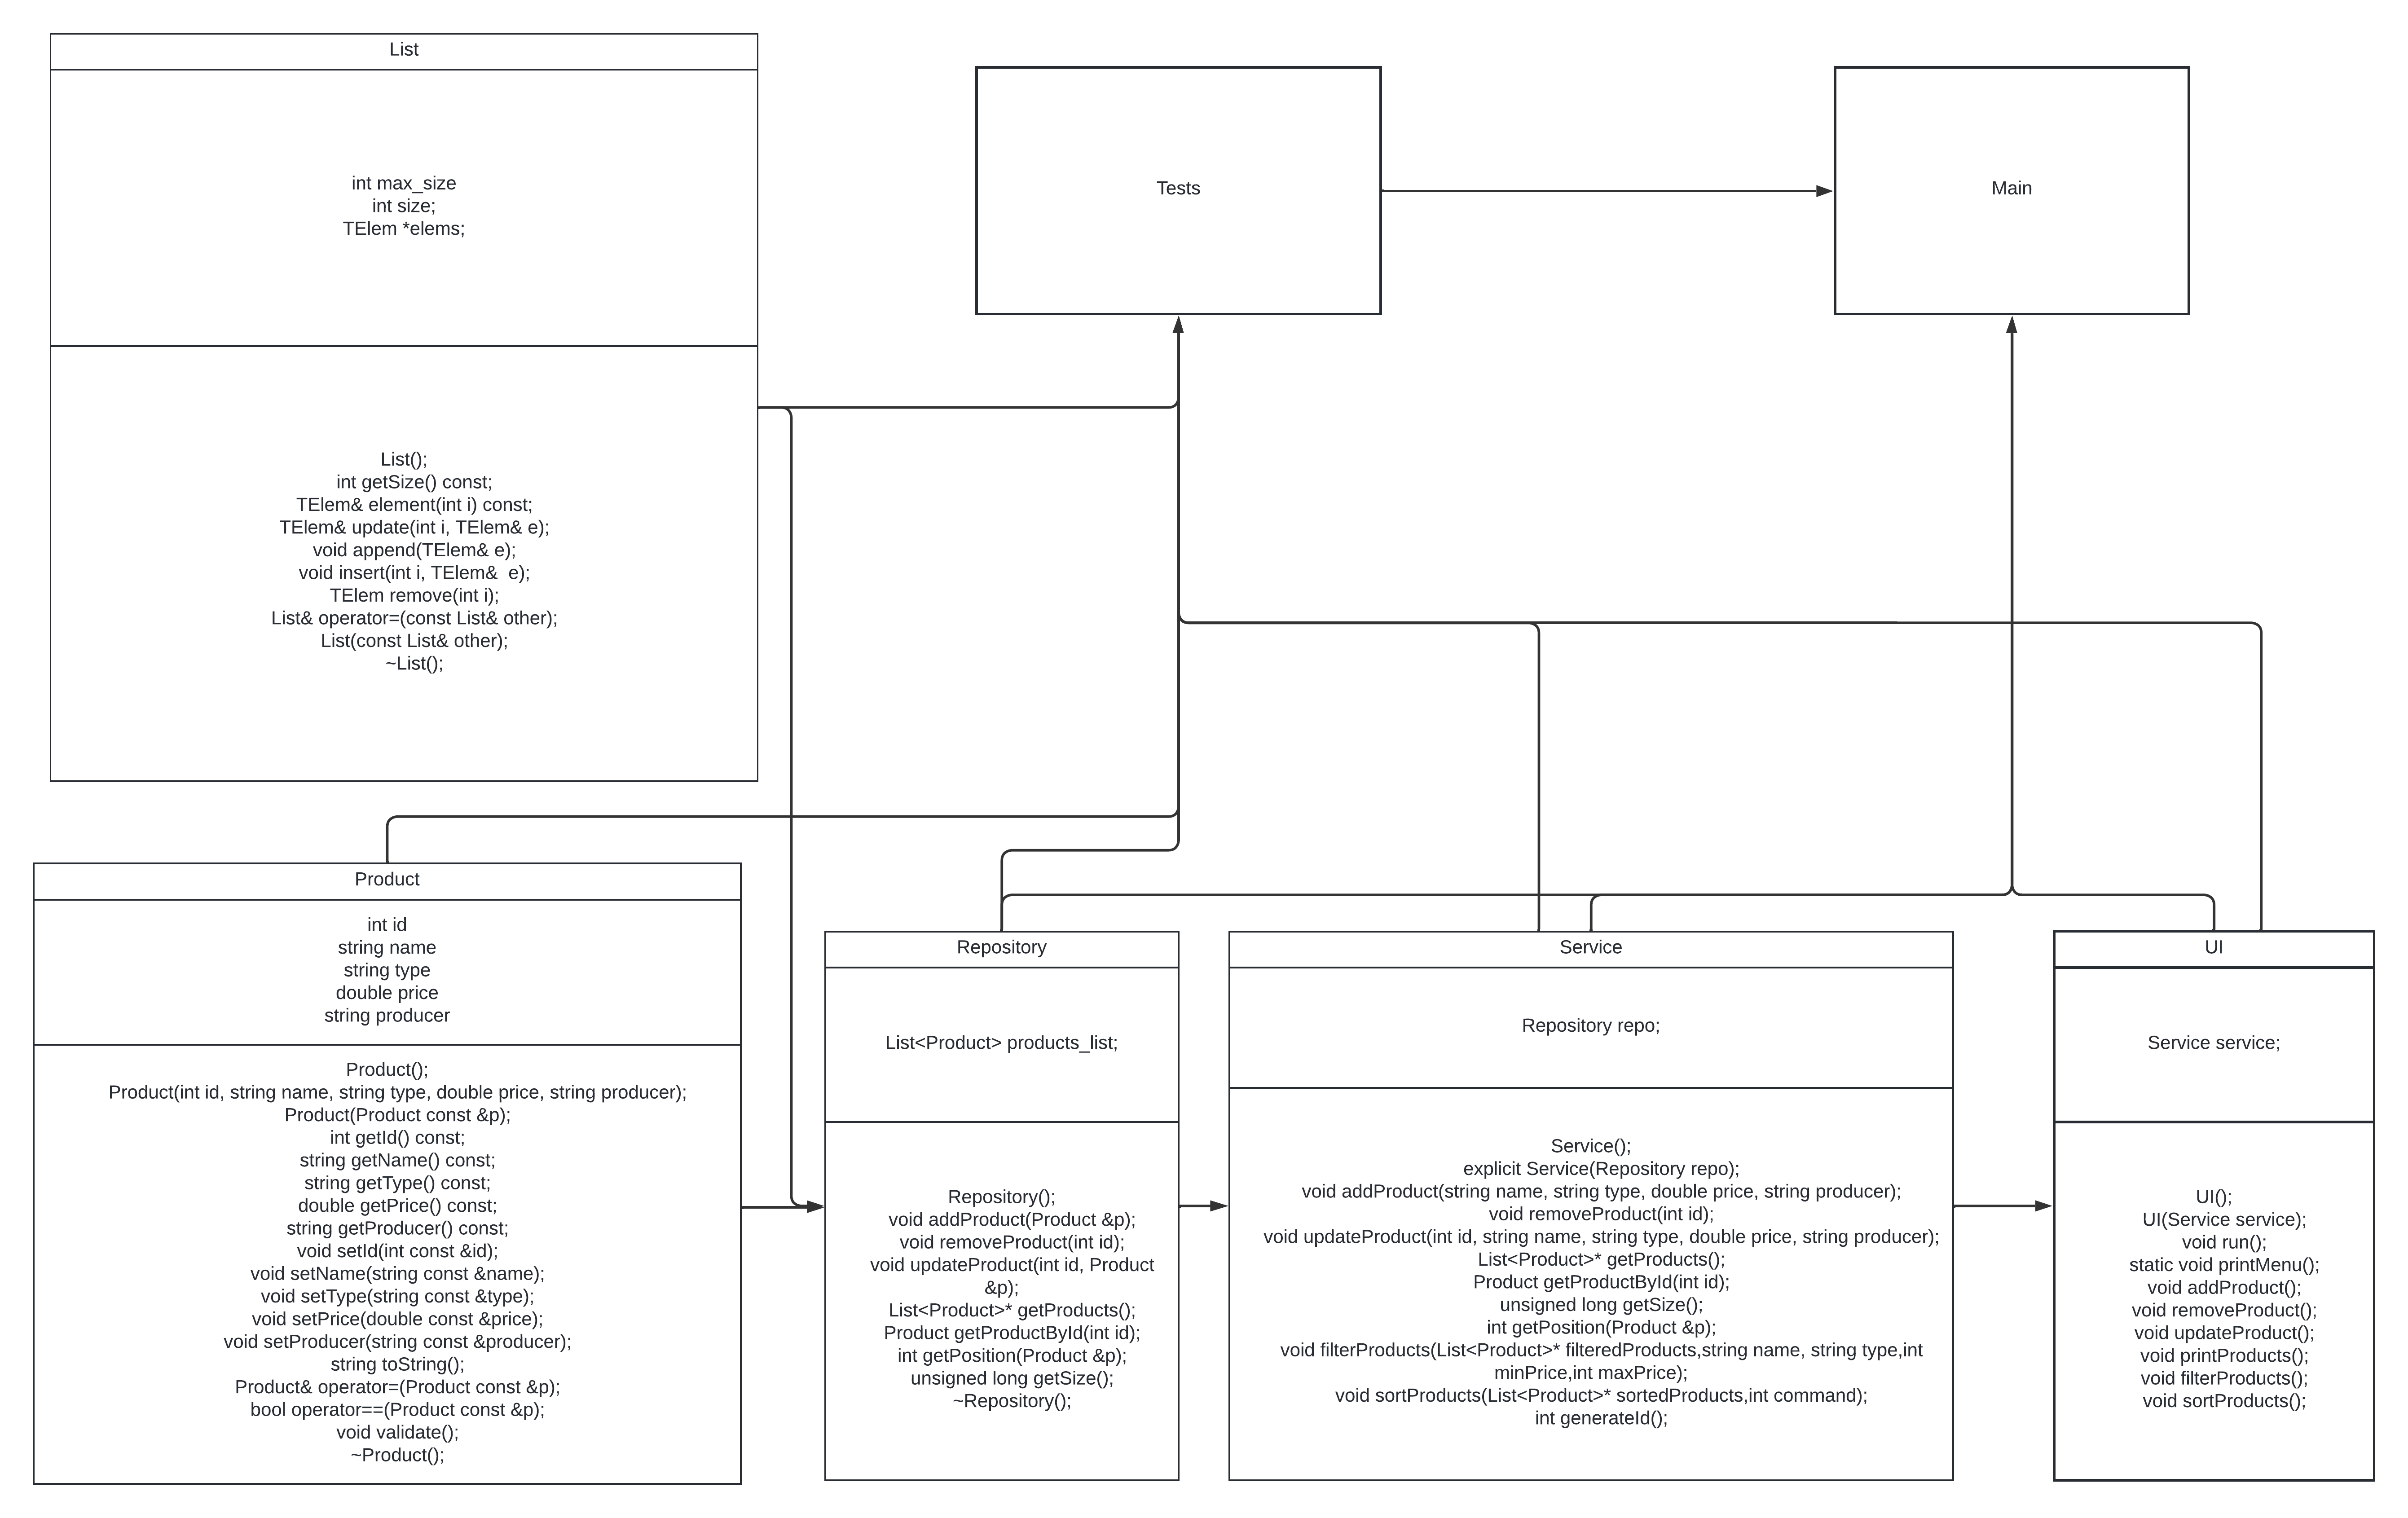 List
int max_size
int size;
TElem *elems;
List();
int getSize() const;
TElem& element(int i) const;
TElem& update(int i, TElem& e);
void append(TElem& e);
void insert(int i, TElem&  e);
TElem remove(int i);
List& operator=(const List& other);
List(const List& other);
~List();
Tests
Main
Product
int id
string name
string type
double price
string producer
Product();
Product(int id, string name, string type, double price, string producer);
Product(Product const &p);
int getId() const;
string getName() const;
string getType() const;
double getPrice() const;
string getProducer() const;
void setId(int const &id);
void setName(string const &name);
void setType(string const &type);
void setPrice(double const &price);
void setProducer(string const &producer);
string toString();
Product& operator=(Product const &p);
bool operator==(Product const &p);
void validate();
~Product();
Repository
List<Product> products_list;
Repository();
void addProduct(Product &p);
void removeProduct(int id);
void updateProduct(int id, Product
&p);
List<Product>* getProducts();
Product getProductById(int id);
int getPosition(Product &p);
unsigned long getSize();
~Repository();
Service
Repository repo;
Service();
explicit Service(Repository repo);
void addProduct(string name, string type, double price, string producer);
void removeProduct(int id);
void updateProduct(int id, string name, string type, double price, string producer);
List<Product>* getProducts();
Product getProductById(int id);
unsigned long getSize();
int getPosition(Product &p);
void filterProducts(List<Product>* filteredProducts,string name, string type,int
minPrice,int maxPrice);
void sortProducts(List<Product>* sortedProducts,int command);
int generateId();
UI
Service service;
UI();
UI(Service service);
void run();
static void printMenu();
void addProduct();
void removeProduct();
void updateProduct();
void printProducts();
void filterProducts();
void sortProducts();